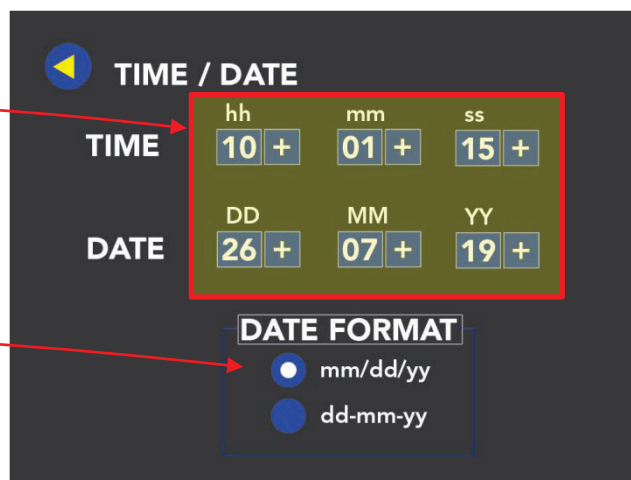 TIME / DATE
hh mm ss
TIME 10 + 01 + 15 +
DD MM YY
DATE 26 + 07 + 19 +
DATE FORMAT
mm/dd/yy
dd-mm-yy